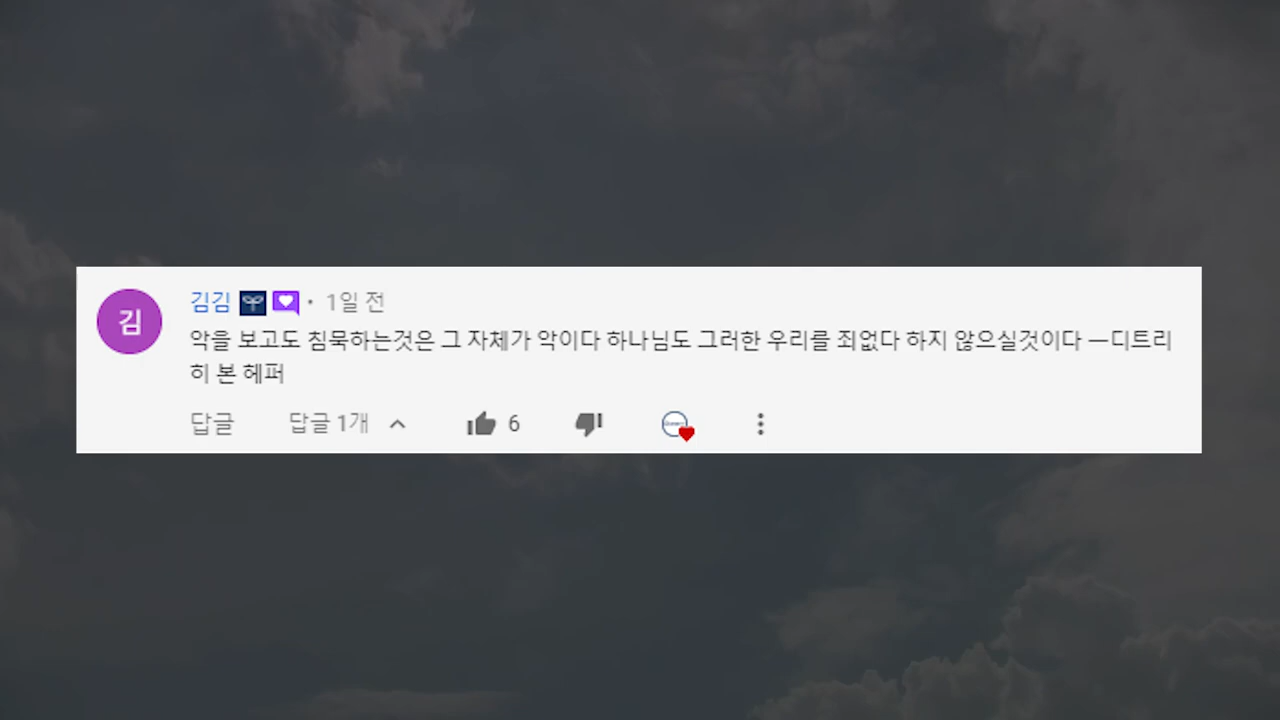 김
김김 • 1일 전
악을 보고도 침묵하는것은 그 자체가 악이다 하나님도 그러한 우리를 죄없다 하지 않으실것이다 ㅡ디트리
히 본 헤퍼
답글 답글 1개 6